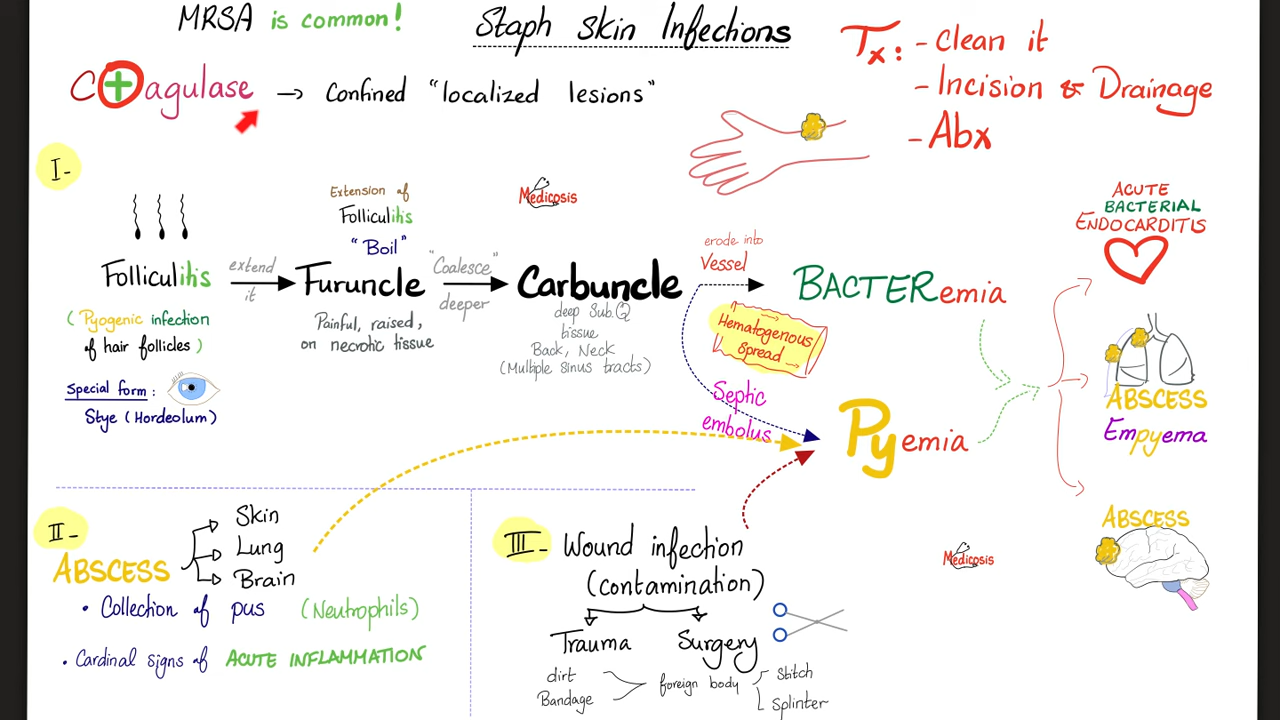 MRSA is common!
Staph Skin Infections
Tx: - Clean it
- Incision & Drainage
- Abx
C+agulase → Confined "localized lesions"
I-
Folliculitis
(Pyogenic infection
of hair follicles)
Special form:
Stye (Hordeolum)
extend
it
Extension of
Folliculitis
"Boil"
Furuncle
Painful, raised,
on necrotic tissue
"Coalesce"
deeper
Medicosis
Carbuncle
deep Sub.Q
tissue
Back, Neck
(Multiple sinus tracts)
erode into
Vessel
Hematogenous
Spread
Septic
embolus
BACTERemia
Pyemia
ACUTE
BACTERIAL
ENDOCARDITIS
ABSCESS
Empyema
ABSCESS
Medicosis
II-
ABSCESS
Skin
Lung
Brain
• Collection of pus (Neutrophils)
• Cardinal signs of ACUTE INFLAMMATION
III- Wound infection
(contamination)
Trauma
Surgery
dirt
Bandage
foreign body
Stitch
Splinter